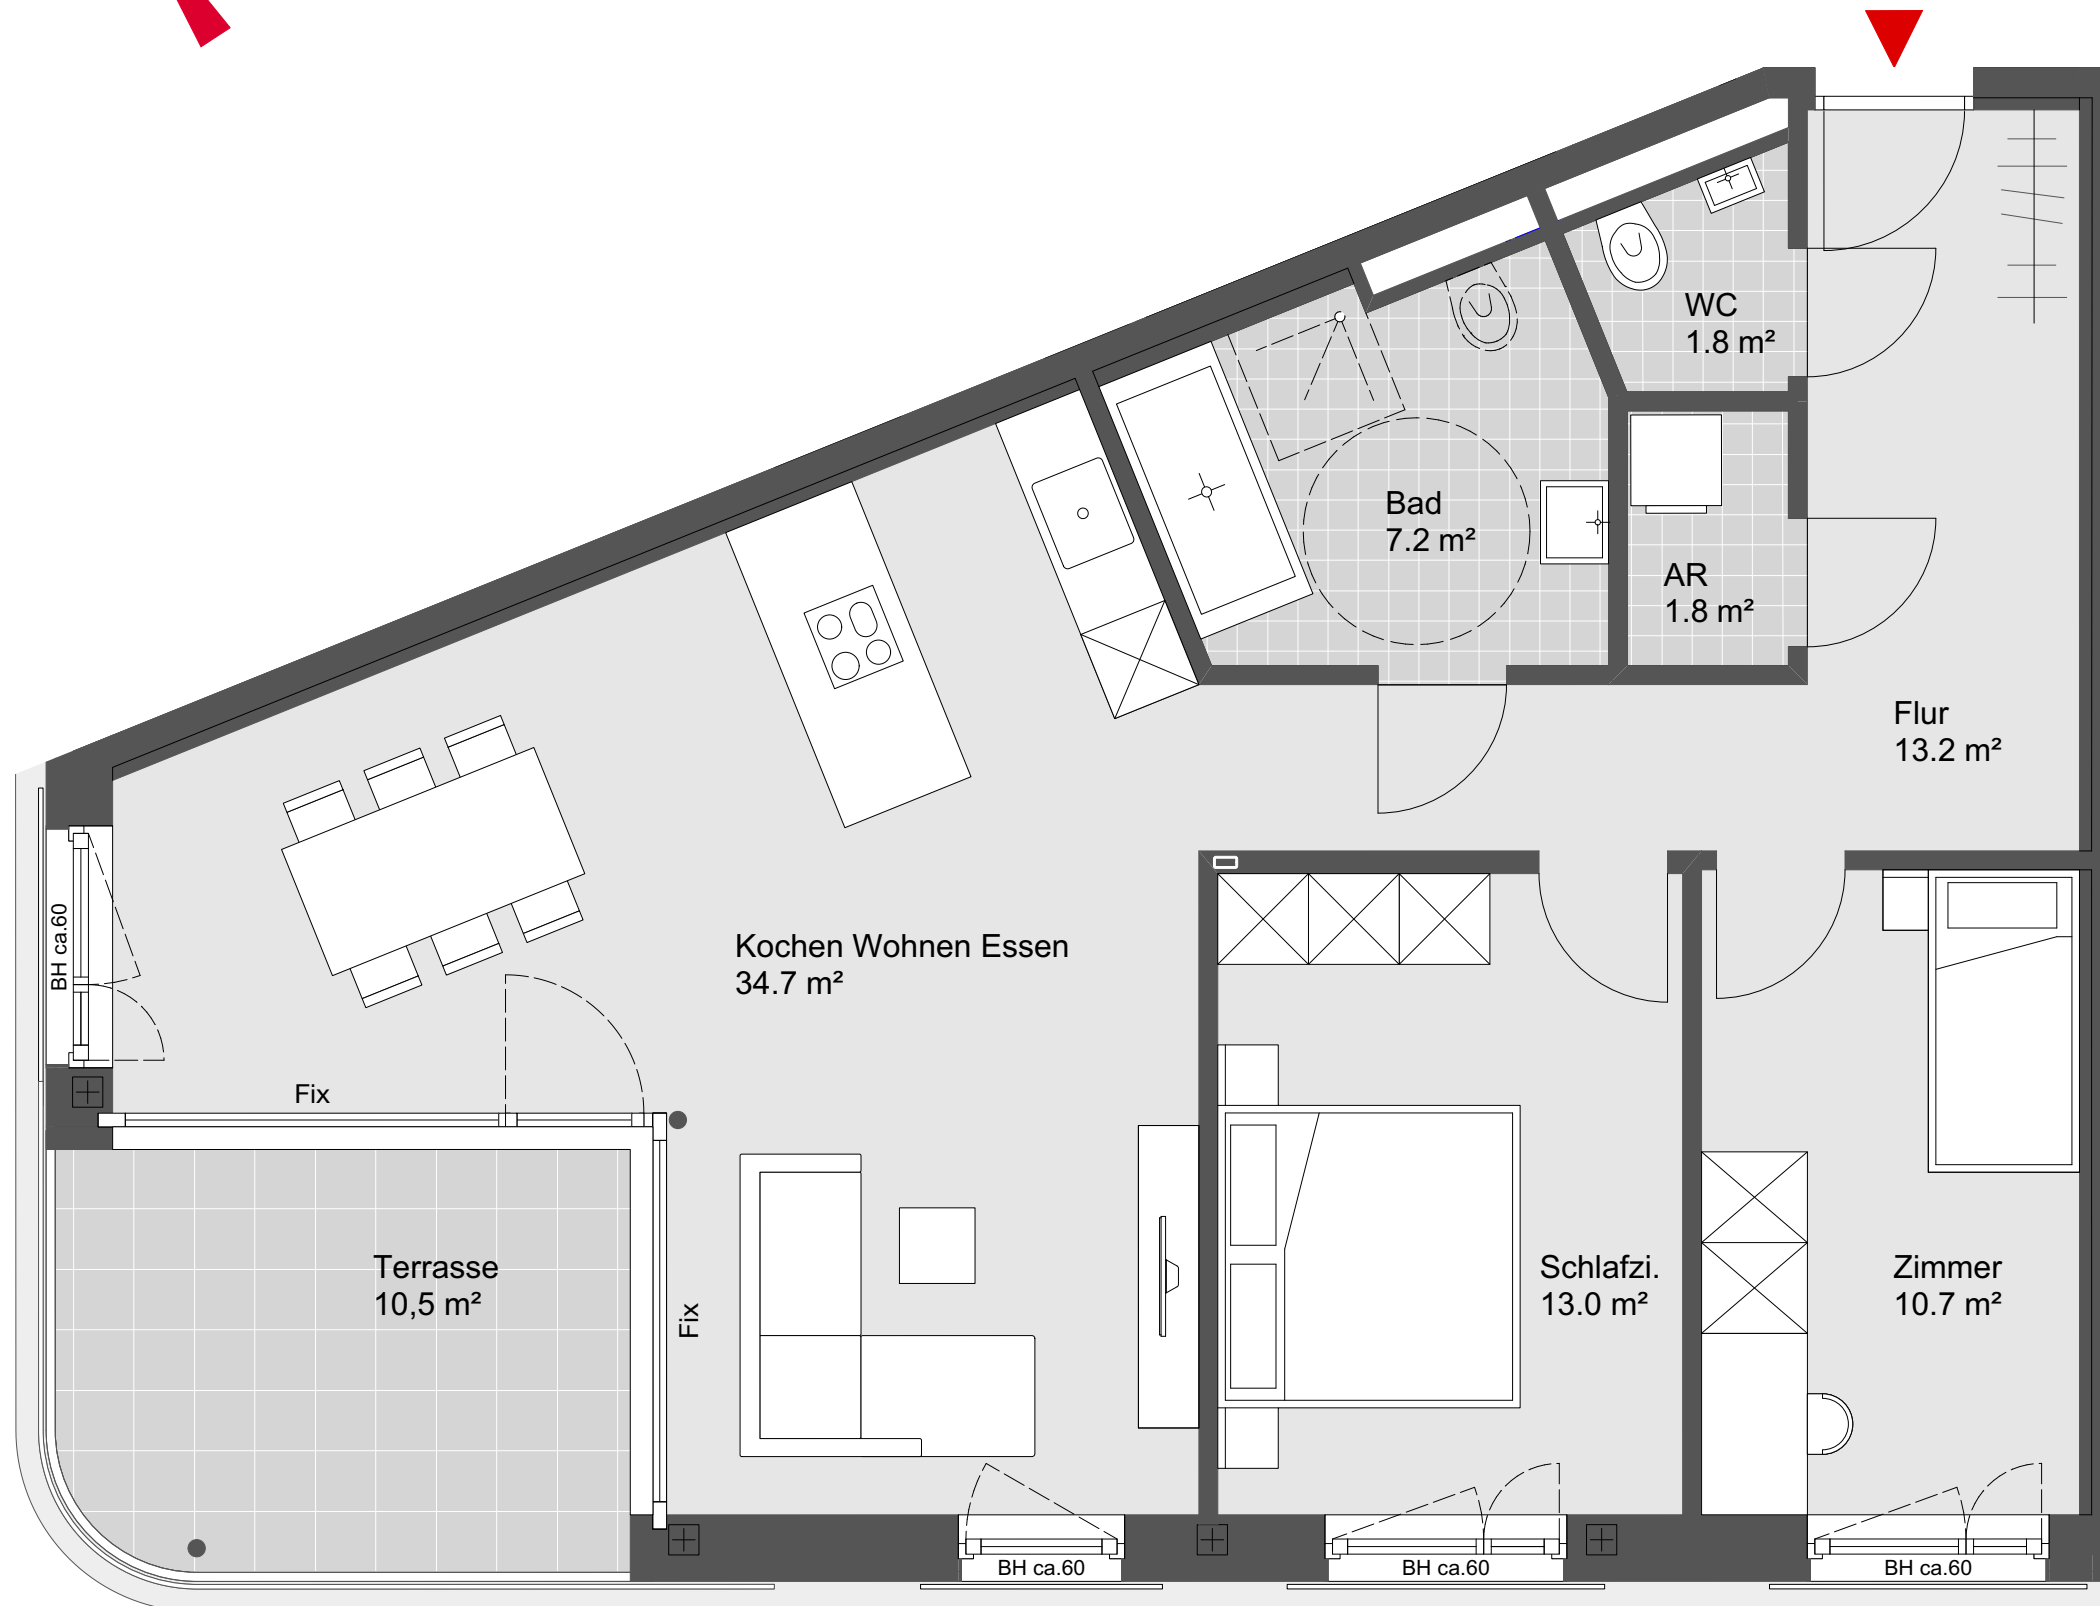 WC
1.8 m²
Bad
7.2 m²
AR
1.8 m²
Flur
13.2 m²
BH ca.60
Kochen Wohnen Essen
34.7 m²
Fix
Terrasse
10,5 m²
Fix
Schlafzi.
13.0 m²
Zimmer
10.7 m²
BH ca.60
BH ca.60
BH ca.60